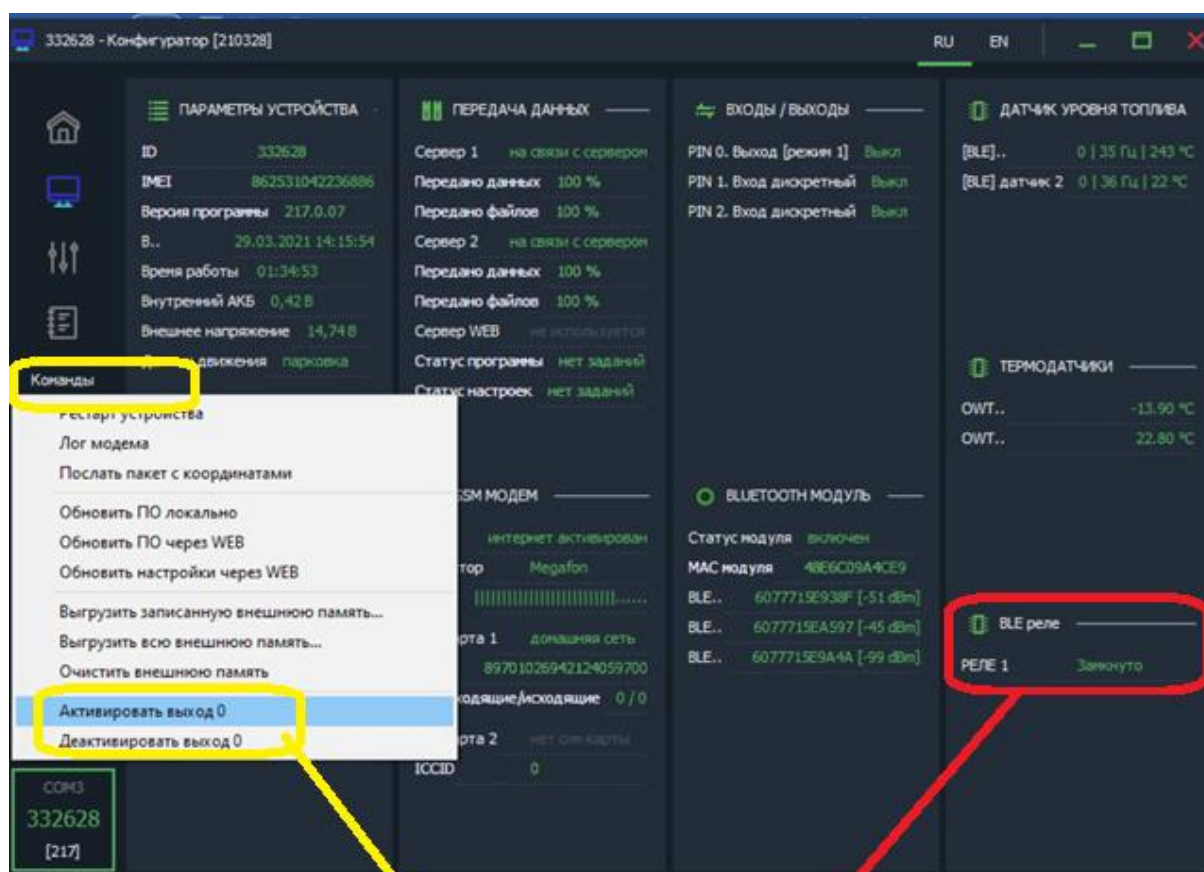 332628 - Конфигуратор [210328]
RU EN
ПАРАМЕТРЫ УСТРОЙСТВА
ID 332628
IMEI 862531042236886
Версия программы 217.0.07
В.. 29.03.2021 14:15:54
Время работы 01:34:53
Внутренний АКБ 0,42 В
Внешнее напряжение 14,74 В
движения парковка
ПЕРЕДАЧА ДАННЫХ
Сервер 1 на связи с сервером
Передано данных 100 %
Передано файлов 100 %
Сервер 2 на связи с сервером
Передано данных 100 %
Передано файлов 100 %
Сервер WEB не используется
Статус программы нет заданий
Статус настроек нет заданий
ВХОДЫ / ВЫХОДЫ
PIN 0. Выход [режим 1] Выкл
PIN 1. Вход дискретный Выкл
PIN 2. Вход дискретный Выкл
ДАТЧИК УРОВНЯ ТОПЛИВА
[BLE].. 0 | 35 Гц | 243 °C
[BLE] датчик 2 0 | 36 Гц | 22 °C
ТЕРМОДАТЧИКИ
OWT.. -13.90 °C
OWT.. 22.80 °C
Команды
Рестарт устройства
Лог модема
Послать пакет с координатами
Обновить ПО локально
Обновить ПО через WEB
Обновить настройки через WEB
Выгрузить записанную внешнюю память...
Выгрузить всю внешнюю память...
Очистить внешнюю память
Активировать выход 0
Деактивировать выход 0
GSM МОДЕМ
интернет активирован
тор Megafon
рта 1 домашняя сеть
89701026942124059700
ходящие/исходящие 0 / 0
рта 2 нет сим карты
ICCID 0
BLUETOOTH МОДУЛЬ
Статус модуля включен
MAC модуля 48E6C09A4CE9
BLE.. 6077715E938F [-51 dBm]
BLE.. 6077715EA597 [-45 dBm]
BLE.. 6077715E9A4A [-99 dBm]
BLE реле
РЕЛЕ 1 Замкнуто
COM3
332628
[217]